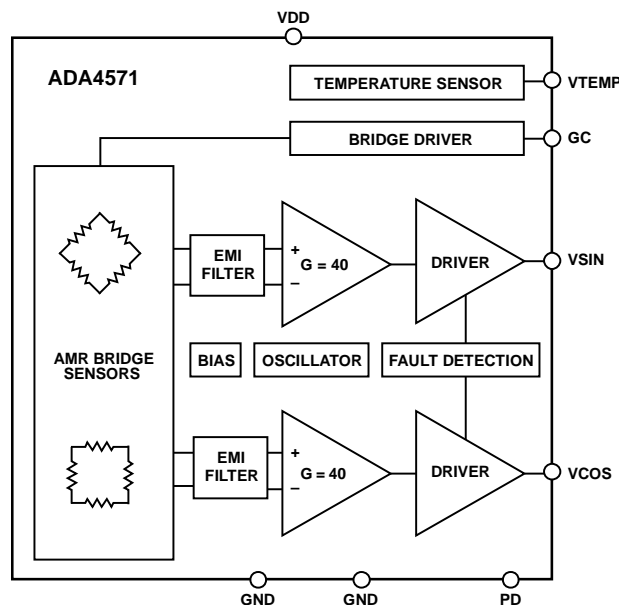 VDD
ADA4571
TEMPERATURE SENSOR
VTEMP
BRIDGE DRIVER
GC
EMI
FILTER
+
G = 40
–
DRIVER
VSIN
AMR BRIDGE
SENSORS
BIAS
OSCILLATOR
FAULT DETECTION
EMI
FILTER
+
G = 40
–
DRIVER
VCOS
GND
GND
PD